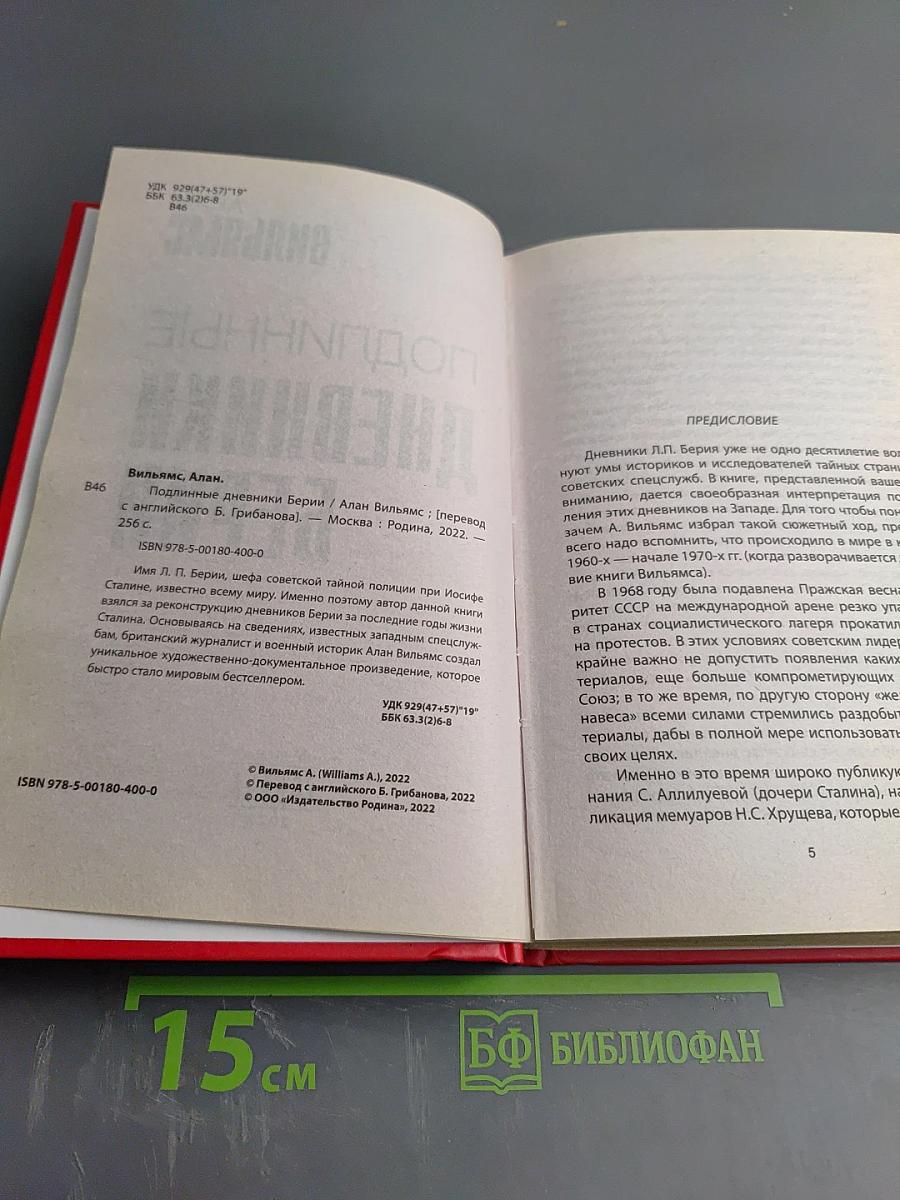 УДК 929(47+57)"19"
ББК 63.3(2)6-8
В46
Вильямс, Алан.
В46 Подлинные дневники Берии / Алан Вильямс ; [перевод
с английского Б. Грибанова]. — Москва : Родина, 2022. —
256 с.
ISBN 978-5-00180-400-0
Имя Л. П. Берии, шефа советской тайной полиции при Иосифе
Сталине, известно всему миру. Именно поэтому автор данной книги
взялся за реконструкцию дневников Берии за последние годы жизни
Сталина. Основываясь на сведениях, известных западным спецслуж-
бам, британский журналист и военный историк Алан Вильямс создал
уникальное художественно-документальное произведение, которое
быстро стало мировым бестселлером.
УДК 929(47+57)"19"
ББК 63.3(2)6-8
ISBN 978-5-00180-400-0
© Вильямс А. (Williams A.), 2022
© Перевод с английского Б. Грибанова, 2022
© ООО «Издательство Родина», 2022
ПРЕДИСЛОВИЕ
Дневники Л.П. Берия уже не одно десятилетие вол
нуют умы историков и исследователей тайных страни
советских спецслужб. В книге, представленной ваше
вниманию, дается своеобразная интерпретация по
ления этих дневников на Западе. Для того чтобы пон
зачем А. Вильямс избрал такой сюжетный ход, пре
всего надо вспомнить, что происходило в мире в к
1960-х — начале 1970-х гг. (когда разворачивается
вие книги Вильямса).
В 1968 году была подавлена Пражская весна
ритет СССР на международной арене резко упа
в странах социалистического лагеря прокатил
на протестов. В этих условиях советским лидер
крайне важно не допустить появления каких
териалов, еще больше компрометирующих
Союз; в то же время, по другую сторону «же
навеса» всеми силами стремились раздобыт
териалы, дабы в полной мере использовать
своих целях.
Именно в это время широко публикую
нания С. Аллилуевой (дочери Сталина), на
ликация мемуаров Н.С. Хрущева, которые
5
15 см
БФ БИБЛИОФАН